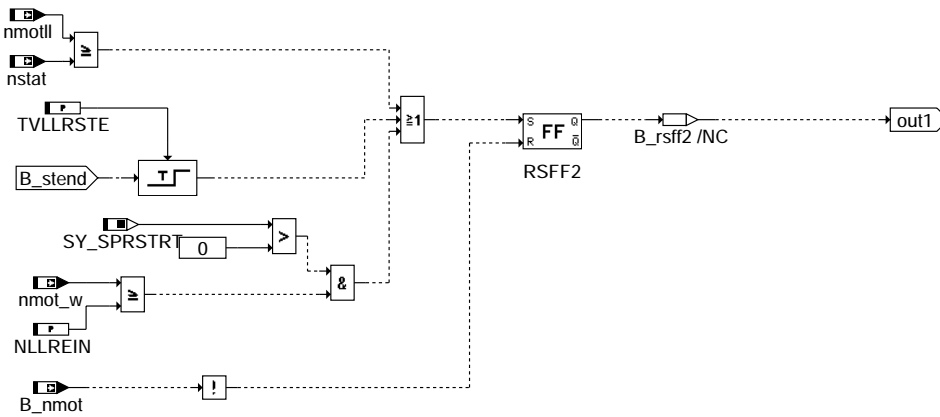 nmotll
≥
nstat
P
TVLLRSTE
≥1
S Q
FF
R Q̅
RSFF2
B_rsff2 /NC
out1
B_stend
T
SY_SPRSTRT
0
>
&
nmot_w
≥
P
NLLREIN
B_nmot
!